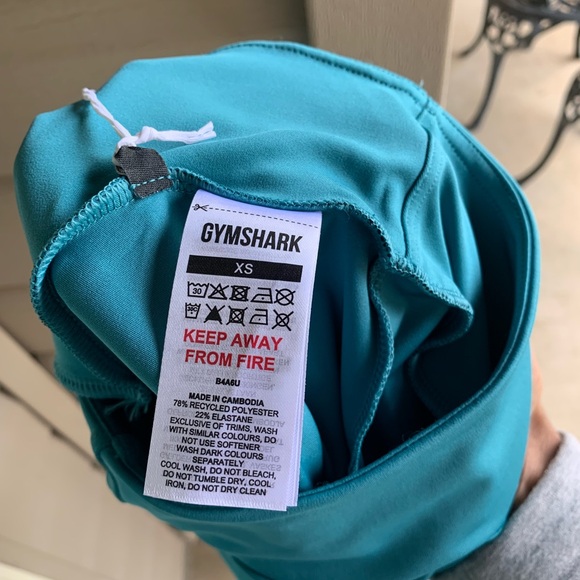 GYMSHARK
XS
30
KEEP AWAY
FROM FIRE
B4A6U
MADE IN CAMBODIA
78% RECYCLED POLYESTER
22% ELASTANE
EXCLUSIVE OF TRIMS, WASH
WITH SIMILAR COLOURS, DO
NOT USE SOFTENER
WASH DARK COLOURS
SEPARATELY
COOL WASH, DO NOT BLEACH,
DO NOT TUMBLE DRY, COOL
IRON, DO NOT DRY CLEAN